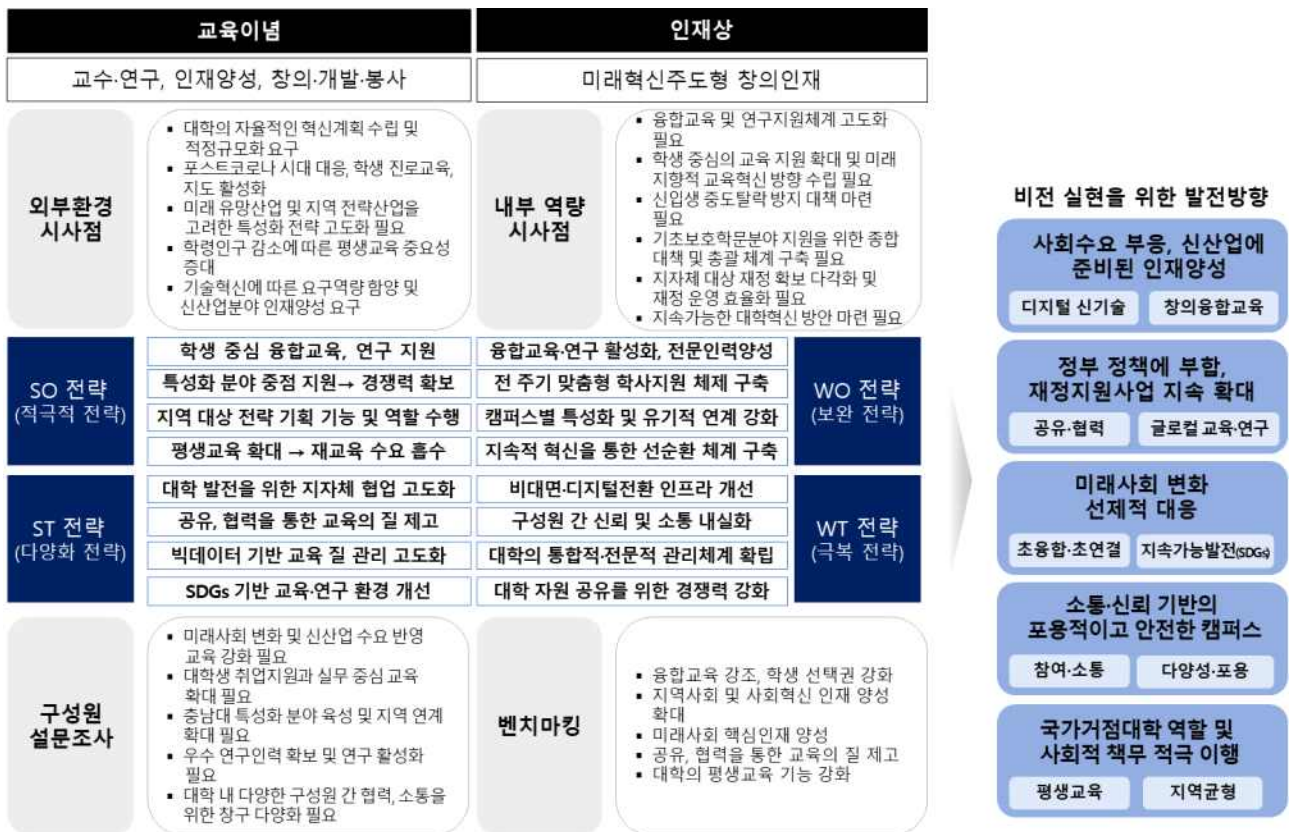 교육이념
인재상
교수·연구, 인재양성, 창의·개발·봉사
미래혁신주도형 창의인재
외부환경
시사점
▪ 대학의 자율적인 혁신계획 수립 및
적정규모화 요구
▪ 포스트코로나 시대 대응, 학생 진로교육,
지도 활성화
▪ 미래 유망산업 및 지역 전략산업을
고려한 특성화 전략 고도화 필요
▪ 학령인구 감소에 따른 평생교육 중요성
증대
▪ 기술혁신에 따른 요구역량 함양 및
신산업분야 인재양성 요구
내부 역량
시사점
▪ 융합교육 및 연구지원체계 고도화
필요
▪ 학생 중심의 교육 지원 확대 및 미래
지향적 교육혁신 방향 수립 필요
▪ 신입생 중도탈락 방지 대책 마련
필요
▪ 기초보호학문분야 지원을 위한 종합
대책 및 총괄 체계 구축 필요
▪ 지자체 대상 재정 확보 다각화 및
재정 운영 효율화 필요
▪ 지속가능한 대학혁신 방안 마련 필요
SO 전략
(적극적 전략)
학생 중심 융합교육, 연구 지원
특성화 분야 중점 지원→ 경쟁력 확보
지역 대상 전략 기획 기능 및 역할 수행
평생교육 확대 → 재교육 수요 흡수
융합교육·연구 활성화, 전문인력양성
전 주기 맞춤형 학사지원 체제 구축
캠퍼스별 특성화 및 유기적 연계 강화
지속적 혁신을 통한 선순환 체계 구축
WO 전략
(보완 전략)
ST 전략
(다양화 전략)
대학 발전을 위한 지자체 협업 고도화
공유, 협력을 통한 교육의 질 제고
빅데이터 기반 교육 질 관리 고도화
SDGs 기반 교육·연구 환경 개선
비대면·디지털전환 인프라 개선
구성원 간 신뢰 및 소통 내실화
대학의 통합적·전문적 관리체계 확립
대학 자원 공유를 위한 경쟁력 강화
WT 전략
(극복 전략)
구성원
설문조사
▪ 미래사회 변화 및 신산업 수요 반영
교육 강화 필요
▪ 대학생 취업지원과 실무 중심 교육
확대 필요
▪ 충남대 특성화 분야 육성 및 지역 연계
확대 필요
▪ 우수 연구인력 확보 및 연구 활성화
필요
▪ 대학 내 다양한 구성원 간 협력, 소통을
위한 창구 다양화 필요
벤치마킹
▪ 융합교육 강조, 학생 선택권 강화
▪ 지역사회 및 사회혁신 인재 양성
확대
▪ 미래사회 핵심인재 양성
▪ 공유, 협력을 통한 교육의 질 제고
▪ 대학의 평생교육 기능 강화
비전 실현을 위한 발전방향
사회수요 부응, 신산업에
준비된 인재양성
디지털 신기술
창의융합교육
정부 정책에 부합,
재정지원사업 지속 확대
공유·협력
글로컬 교육·연구
미래사회 변화
선제적 대응
초융합·초연결
지속가능발전(SDGs)
소통·신뢰 기반의
포용적이고 안전한 캠퍼스
참여·소통
다양성·포용
국가거점대학 역할 및
사회적 책무 적극 이행
평생교육
지역균형